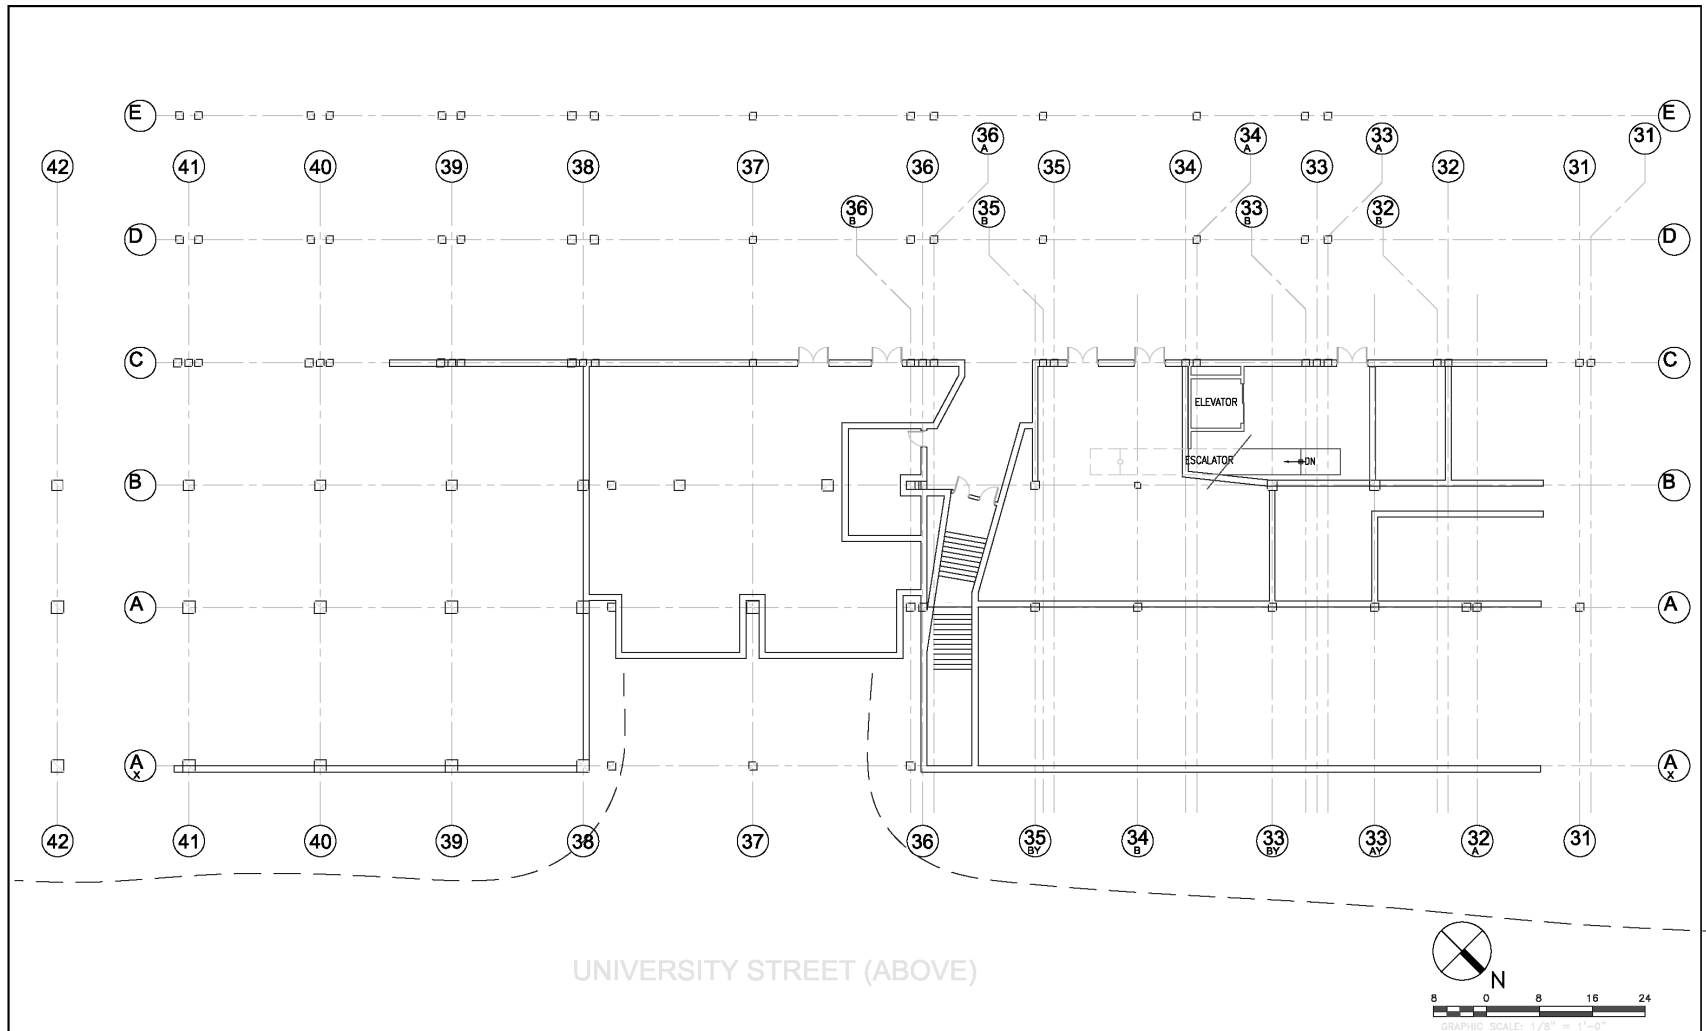 E E
36
A
34
A
33
A
31
42 41 40 39 38 37 36 35 34 33 32 31
36
B
35
B
33
B
32
B
D D
C C
ELEVATOR
ESCALATOR DN
B B
A A
A
X
A
X
42 41 40 39 38 37 36 35
BY
34
B
33
BY
33
AY
32
A
31
UNIVERSITY STREET (ABOVE)
N
8 0 8 16 24
GRAPHIC SCALE: 1/8" = 1'-0"